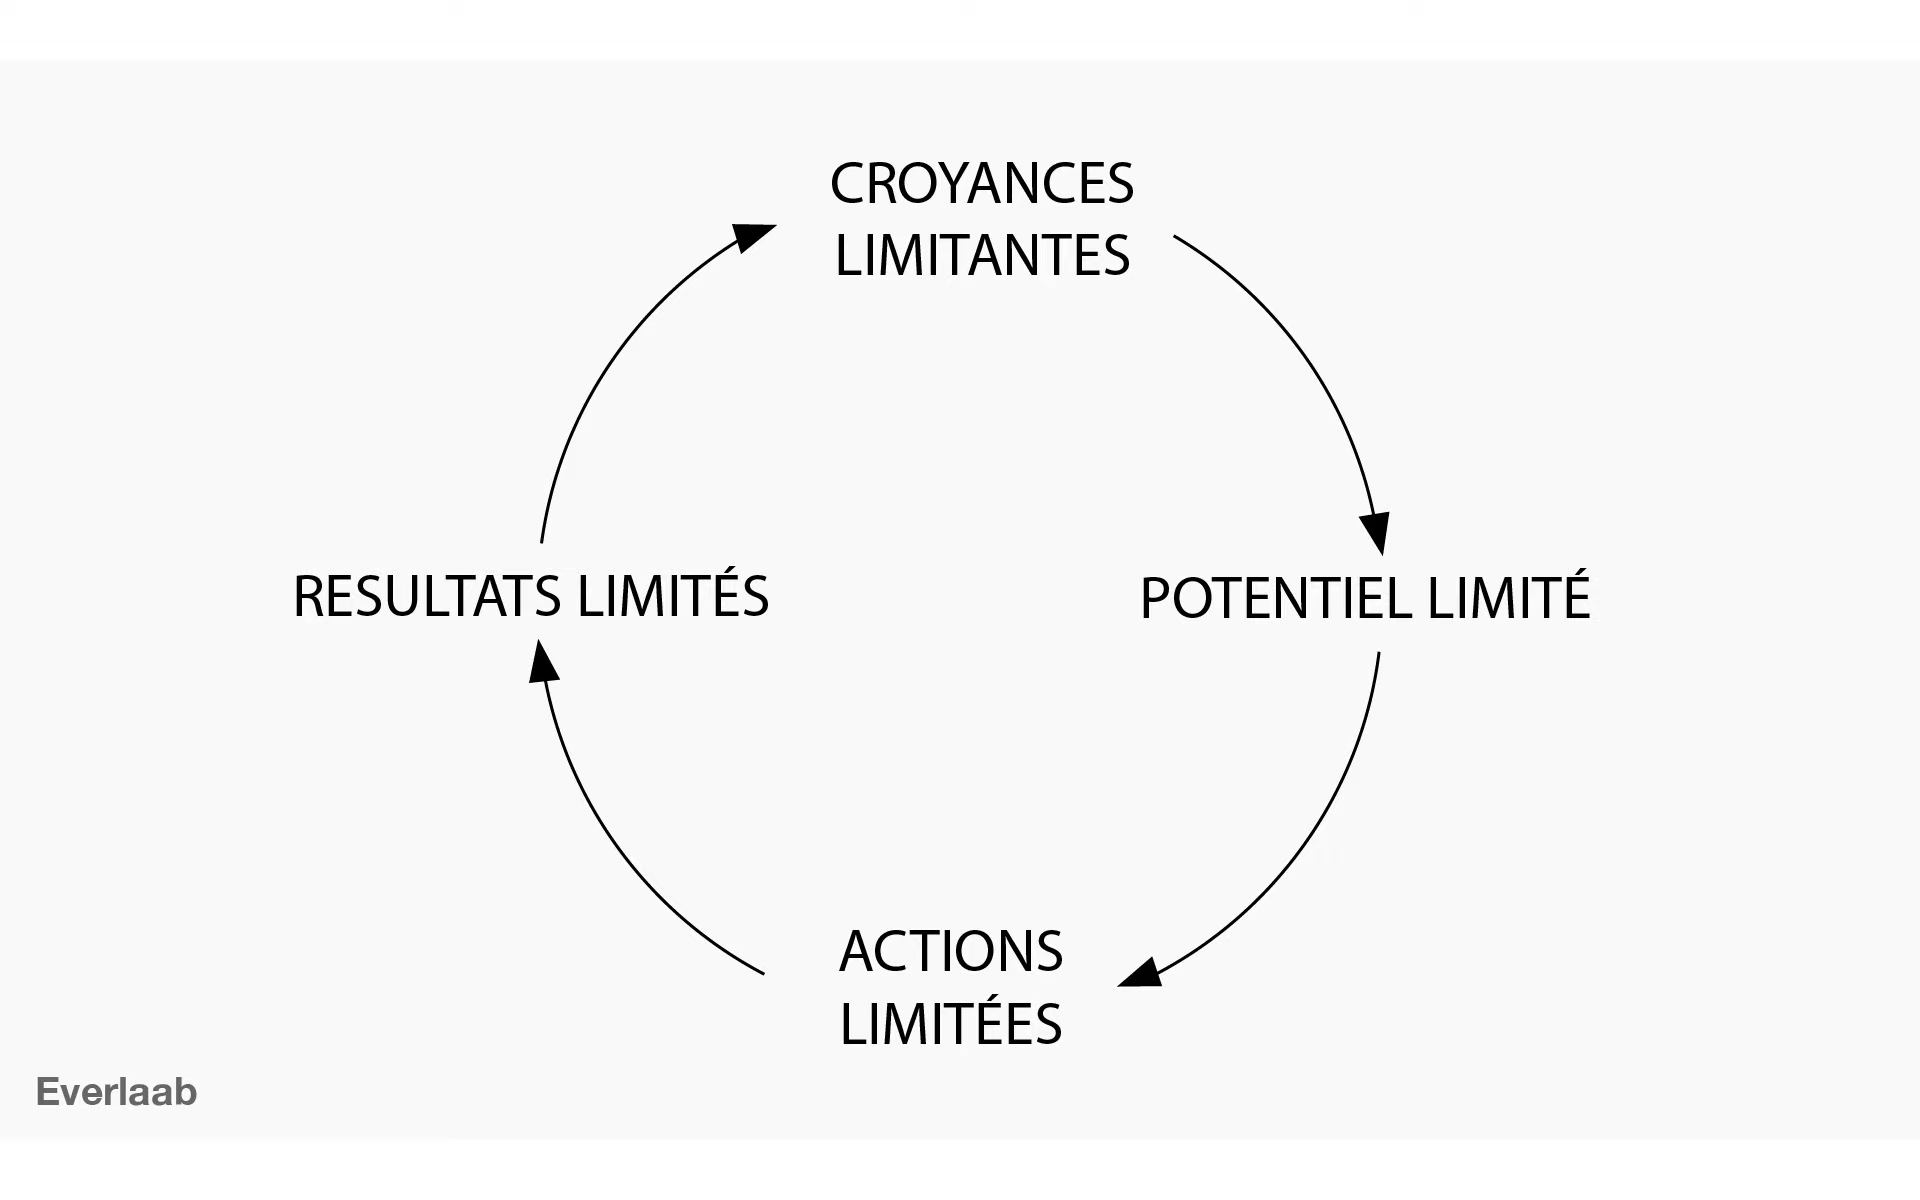 CROYANCES
LIMITANTES
RESULTATS LIMITÉS
POTENTIEL LIMITÉ
ACTIONS
LIMITÉES
Everlaab